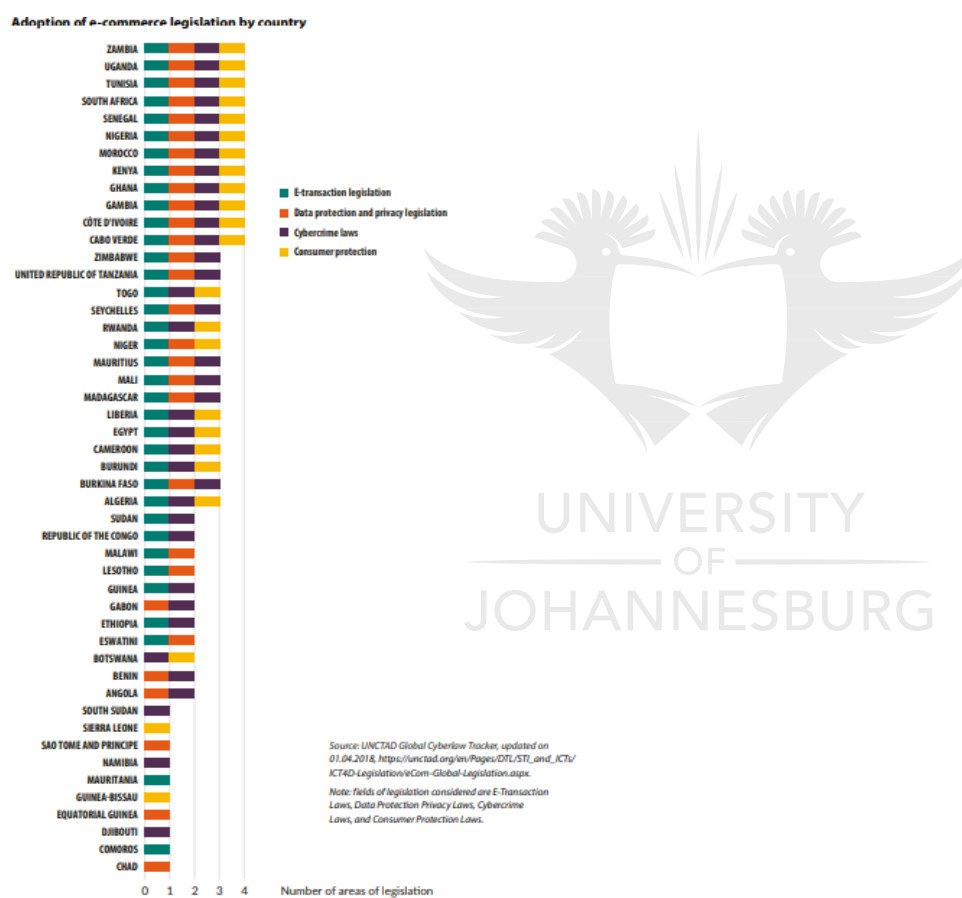 Adoption of e-commerce legislation by country
ZAMBIA
UGANDA
TUNISIA
SOUTH AFRICA
SENEGAL
NIGERIA
MOROCCO
KENYA
GHANA
GAMBIA
CÔTE D'IVOIRE
CABO VERDE
ZIMBABWE
UNITED REPUBLIC OF TANZANIA
TOGO
SEYCHELLES
RWANDA
NIGER
MAURITIUS
MALI
MADAGASCAR
LIBERIA
EGYPT
CAMEROON
BURUNDI
BURKINA FASO
ALGERIA
SUDAN
REPUBLIC OF THE CONGO
MALAWI
LESOTHO
GUINEA
GABON
ETHIOPIA
ESWATINI
BOTSWANA
BENIN
ANGOLA
SOUTH SUDAN
SIERRA LEONE
SAO TOME AND PRINCIPE
NAMIBIA
MAURITANIA
GUINEA-BISSAU
EQUATORIAL GUINEA
DJIBOUTI
COMOROS
CHAD
0 1 2 3 4 Number of areas of legislation
E-transaction legislation
Data protection and privacy legislation
Cybercrime laws
Consumer protection
UNIVERSITY
OF
JOHANNESBURG
Source: UNCTAD Global Cyberlaw Tracker, updated on
01.04.2018, https://unctad.org/en/Pages/DTL/STI_and_ICTs/
ICT4D-Legislation/eCom-Global-Legislation.aspx.
Note: fields of legislation considered are E-Transaction
Laws, Data Protection Privacy Laws, Cybercrime
Laws, and Consumer Protection Laws.